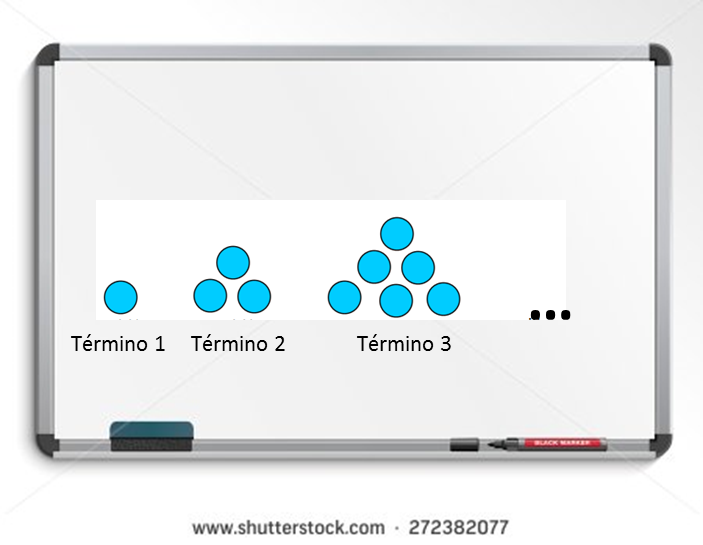 Término 1 Término 2 Término 3 ...
BLACK MARKER
www.shutterstock.com · 272382077